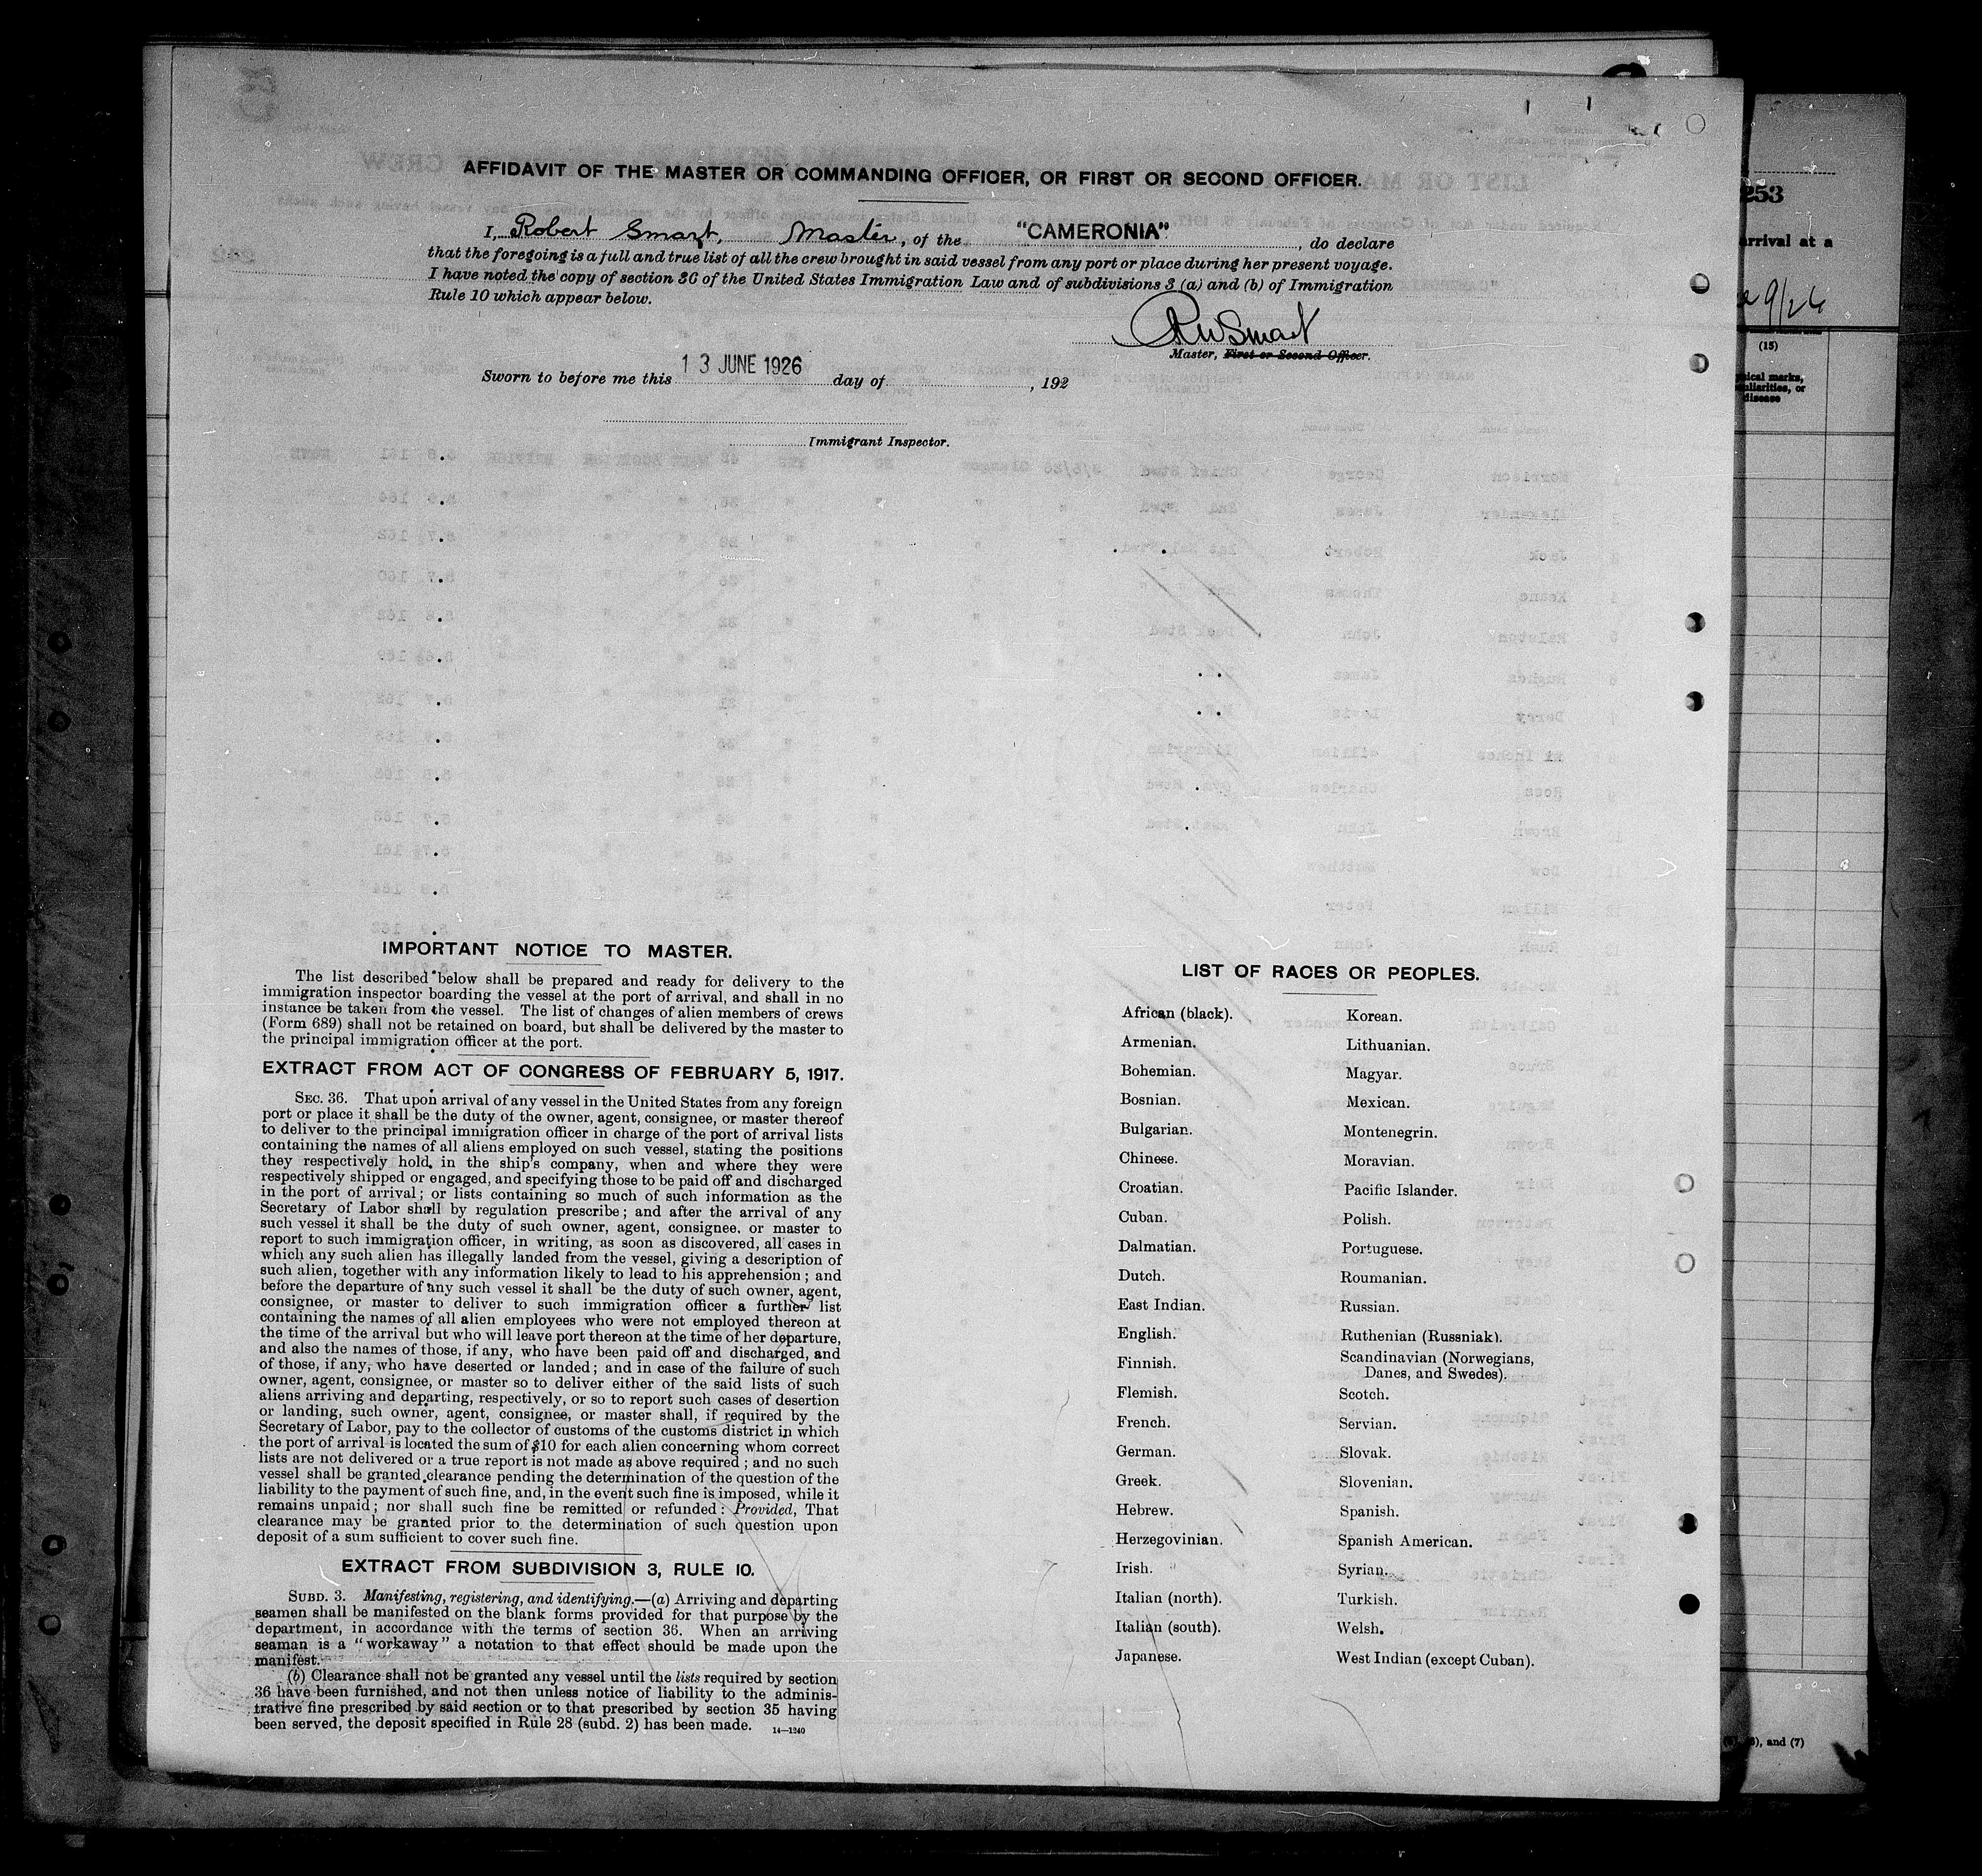 AFFIDAVIT OF THE MASTER OR COMMANDING OFFICER, OR FIRST OR SECOND OFFICER.
I, Robert Smart, Master, of the "CAMERONIA", do declare
that the foregoing is a full and true list of all the crew brought in said vessel from any port or place during her present voyage.
I have noted the copy of section 36 of the United States Immigration Law and of subdivisions 3 (a) and (b) of Immigration
Rule 10 which appear below.
RWSmart
Master, First or Second Officer.
Sworn to before me this 13 JUNE 1926 day of , 192
Immigrant Inspector.
IMPORTANT NOTICE TO MASTER.
The list described below shall be prepared and ready for delivery to the
immigration inspector boarding the vessel at the port of arrival, and shall in no
instance be taken from the vessel. The list of changes of alien members of crews
(Form 689) shall not be retained on board, but shall be delivered by the master to
the principal immigration officer at the port.
EXTRACT FROM ACT OF CONGRESS OF FEBRUARY 5, 1917.
SEC. 36. That upon arrival of any vessel in the United States from any foreign
port or place it shall be the duty of the owner, agent, consignee, or master thereof
to deliver to the principal immigration officer in charge of the port of arrival lists
containing the names of all aliens employed on such vessel, stating the positions
they respectively hold in the ship's company, when and where they were
respectively shipped or engaged, and specifying those to be paid off and discharged
in the port of arrival; or lists containing so much of such information as the
Secretary of Labor shall by regulation prescribe; and after the arrival of any
such vessel it shall be the duty of such owner, agent, consignee, or master to
report to such immigration officer, in writing, as soon as discovered, all cases in
which any such alien has illegally landed from the vessel, giving a description of
such alien, together with any information likely to lead to his apprehension; and
before the departure of any such vessel it shall be the duty of such owner, agent,
consignee, or master to deliver to such immigration officer a further list
containing the names of all alien employees who were not employed thereon at
the time of the arrival but who will leave port thereon at the time of her departure,
and also the names of those, if any, who have been paid off and discharged, and
of those, if any, who have deserted or landed; and in case of the failure of such
owner, agent, consignee, or master so to deliver either of the said lists of such
aliens arriving and departing, respectively, or so to report such cases of desertion
or landing, such owner, agent, consignee, or master shall, if required by the
Secretary of Labor, pay to the collector of customs of the customs district in which
the port of arrival is located the sum of $10 for each alien concerning whom correct
lists are not delivered or a true report is not made as above required; and no such
vessel shall be granted clearance pending the determination of the question of the
liability to the payment of such fine, and, in the event such fine is imposed, while it
remains unpaid; nor shall such fine be remitted or refunded: Provided, That
clearance may be granted prior to the determination of such question upon
deposit of a sum sufficient to cover such fine.
EXTRACT FROM SUBDIVISION 3, RULE 10.
SUBD. 3. Manifesting, registering, and identifying.—(a) Arriving and departing
seamen shall be manifested on the blank forms provided for that purpose by the
department, in accordance with the terms of section 36. When an arriving
seaman is a "workaway" a notation to that effect should be made upon the
manifest.
(b) Clearance shall not be granted any vessel until the lists required by section
36 have been furnished, and not then unless notice of liability to the adminis-
trative fine prescribed by said section or to that prescribed by section 35 having
been served, the deposit specified in Rule 28 (subd. 2) has been made. 14—1240
LIST OF RACES OR PEOPLES.
African (black).
Armenian.
Bohemian.
Bosnian.
Bulgarian.
Chinese.
Croatian.
Cuban.
Dalmatian.
Dutch.
East Indian.
English.
Finnish.
Flemish.
French.
German.
Greek.
Hebrew.
Herzegovinian.
Irish.
Italian (north).
Italian (south).
Japanese.
Korean.
Lithuanian.
Magyar.
Mexican.
Montenegrin.
Moravian.
Pacific Islander.
Polish.
Portuguese.
Roumanian.
Russian.
Ruthenian (Russniak).
Scandinavian (Norwegians,
Danes, and Swedes).
Scotch.
Servian.
Slovak.
Slovenian.
Spanish.
Spanish American.
Syrian.
Turkish.
Welsh.
West Indian (except Cuban).
253
arrival at a
9/26
(15)
marks,
or
disease
and (7)